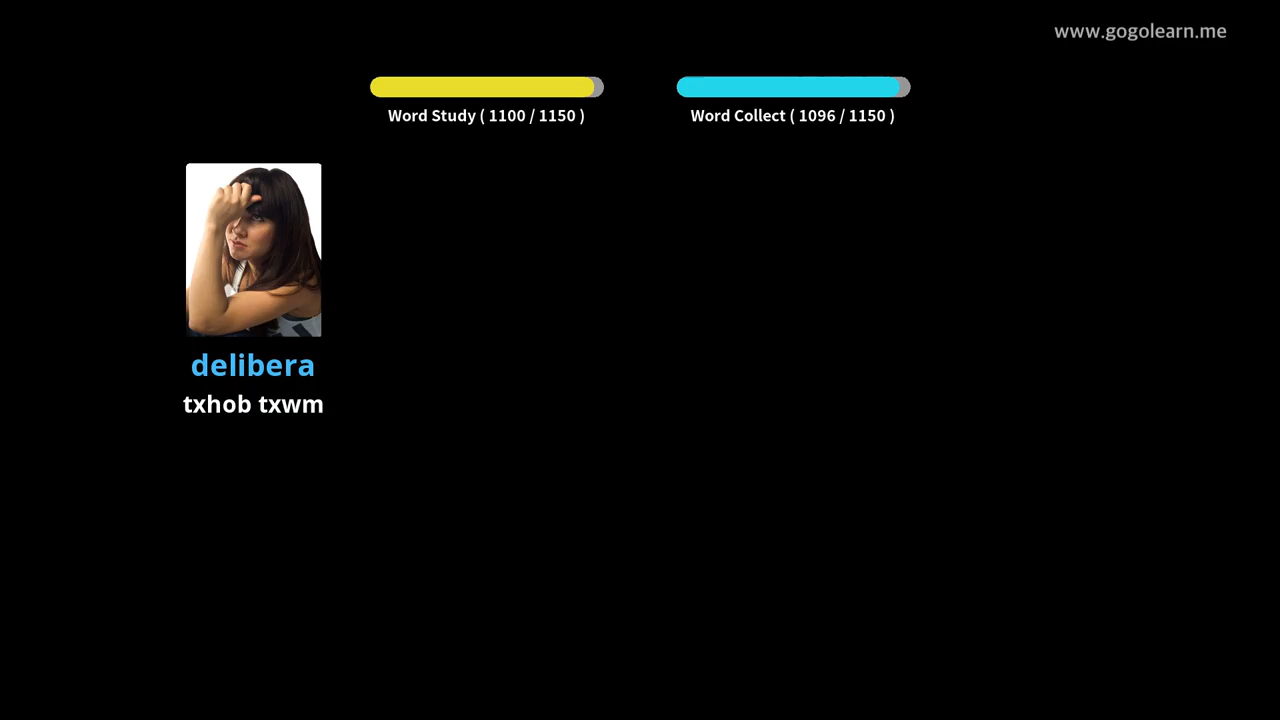 www.gogolearn.me
Word Study ( 1100 / 1150 )
Word Collect ( 1096 / 1150 )
delibera
txhob txwm